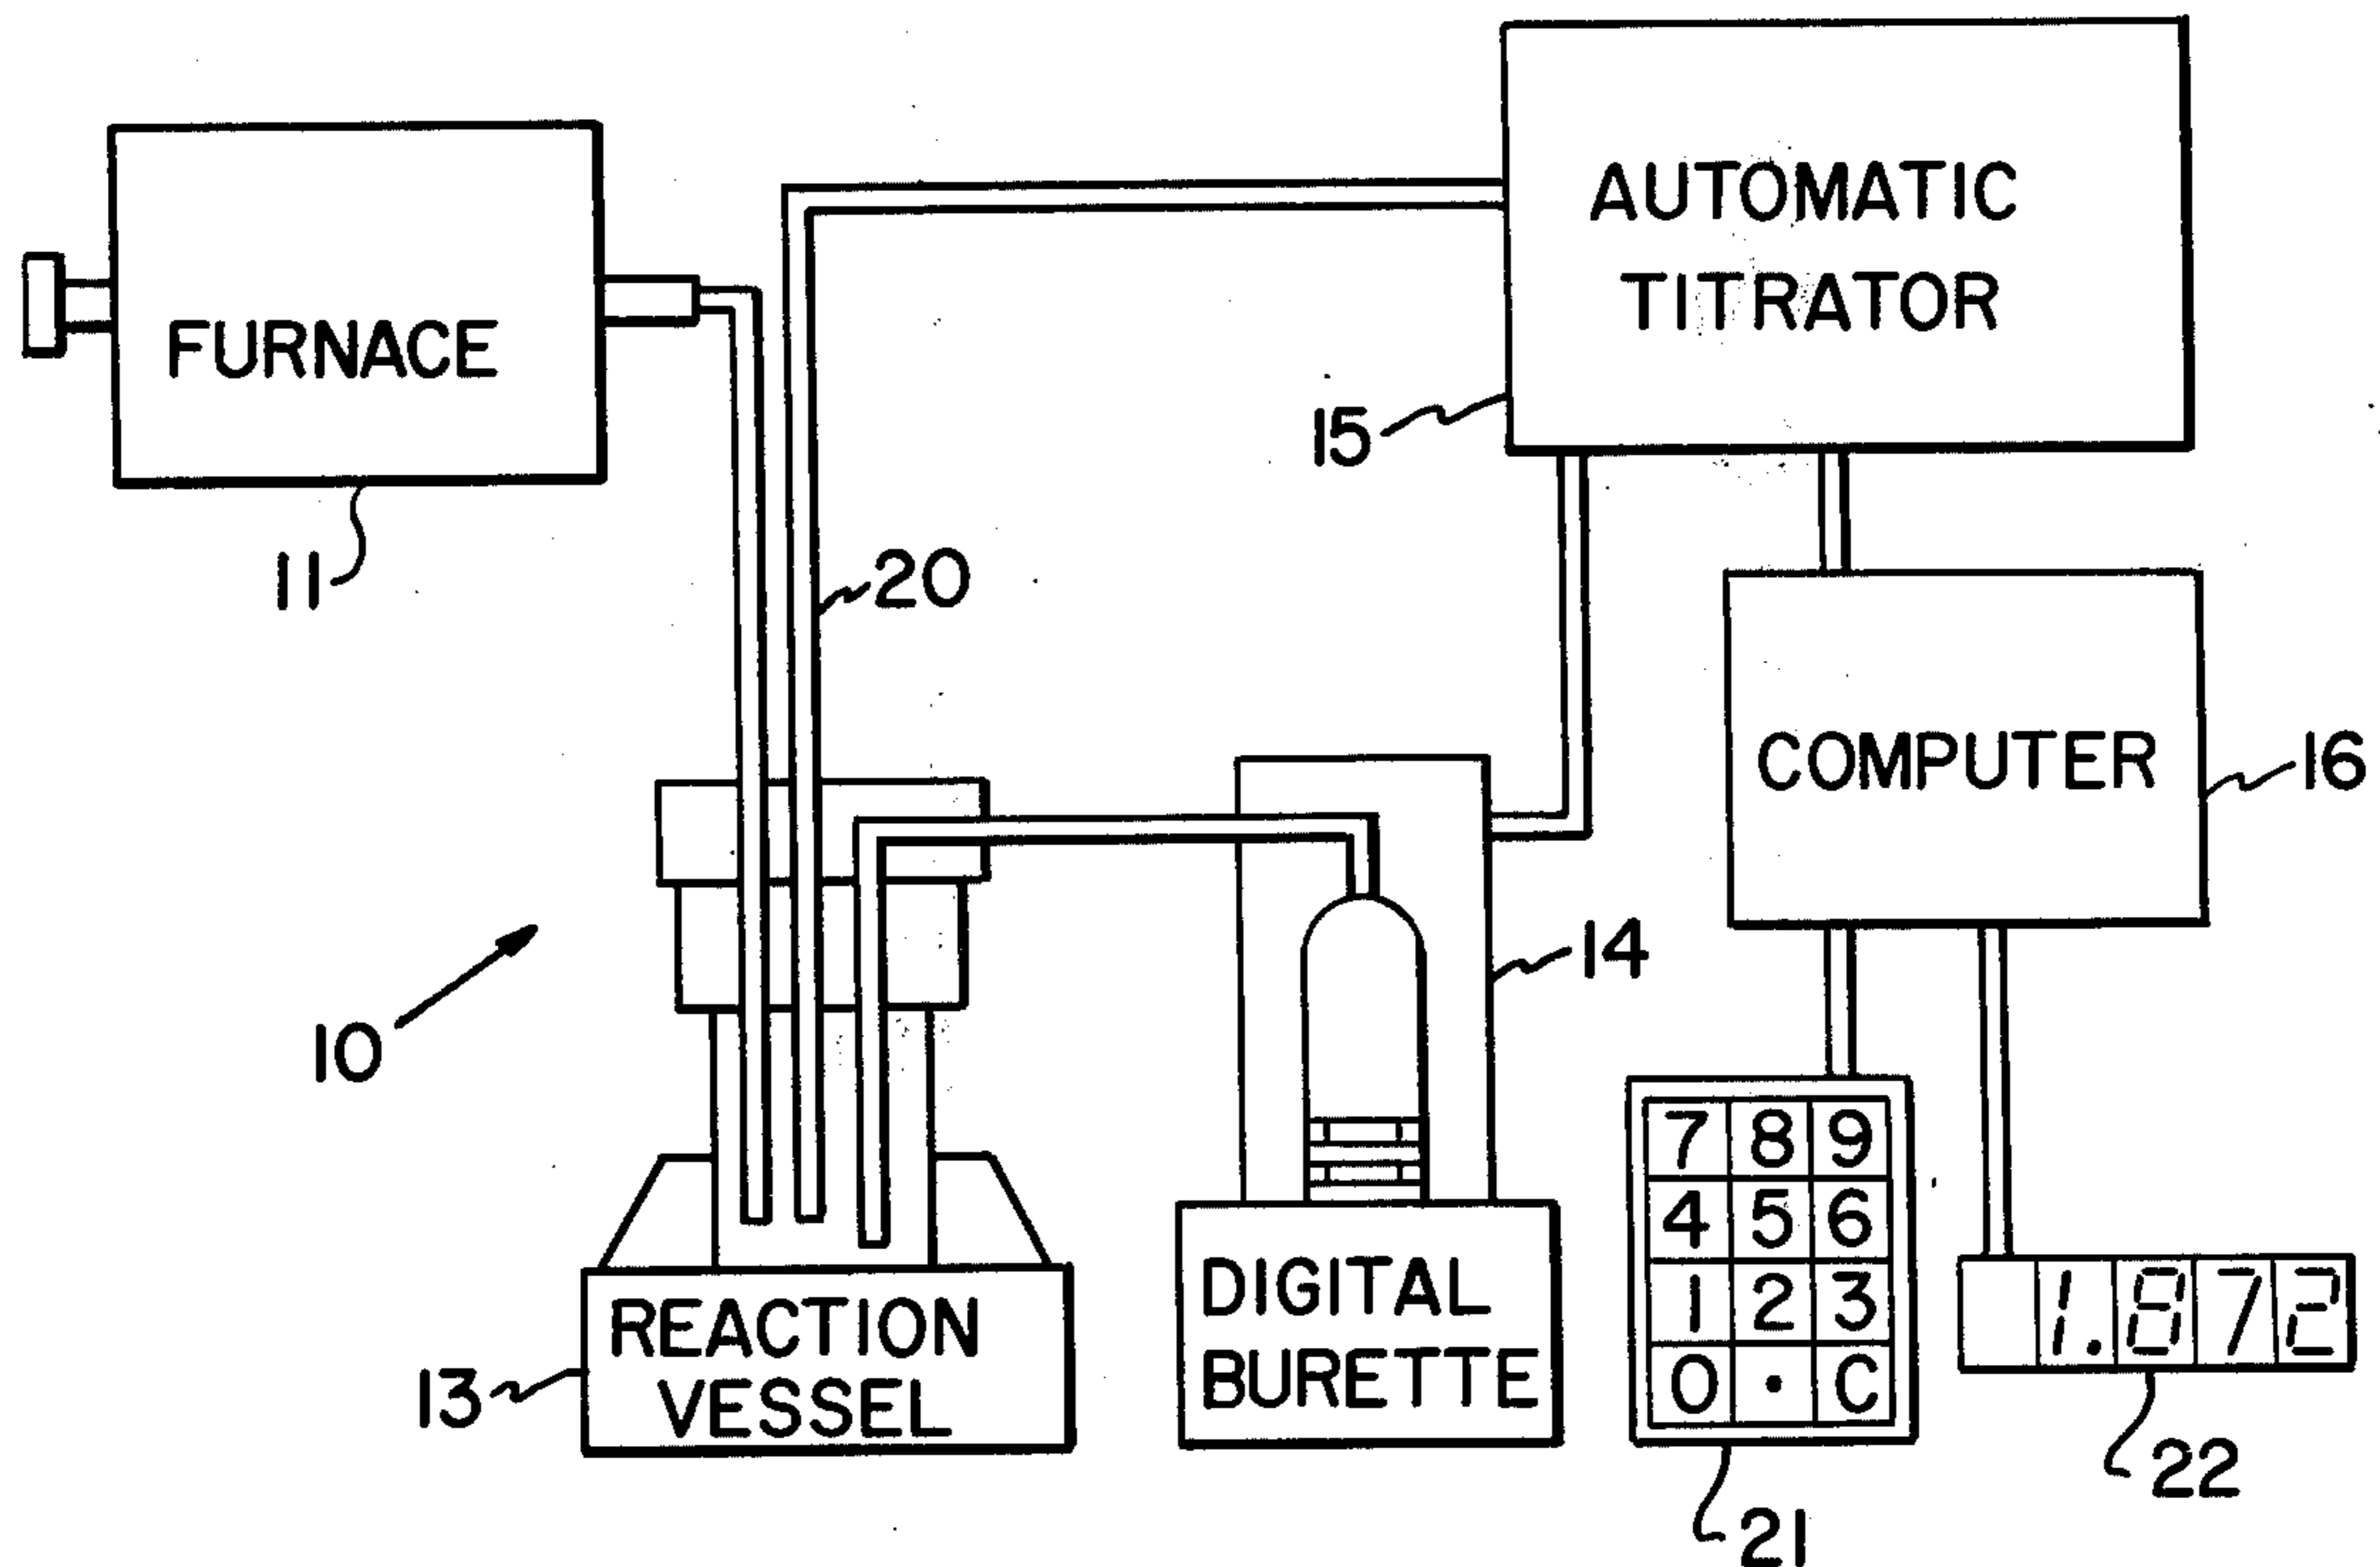 FURNACE
11
AUTOMATIC
TITRATOR
15
20
COMPUTER
16
10
14
REACTION
VESSEL
13
DIGITAL
BURETTE
7 8 9
4 5 6
1 2 3
0 . C
21
1.872
22